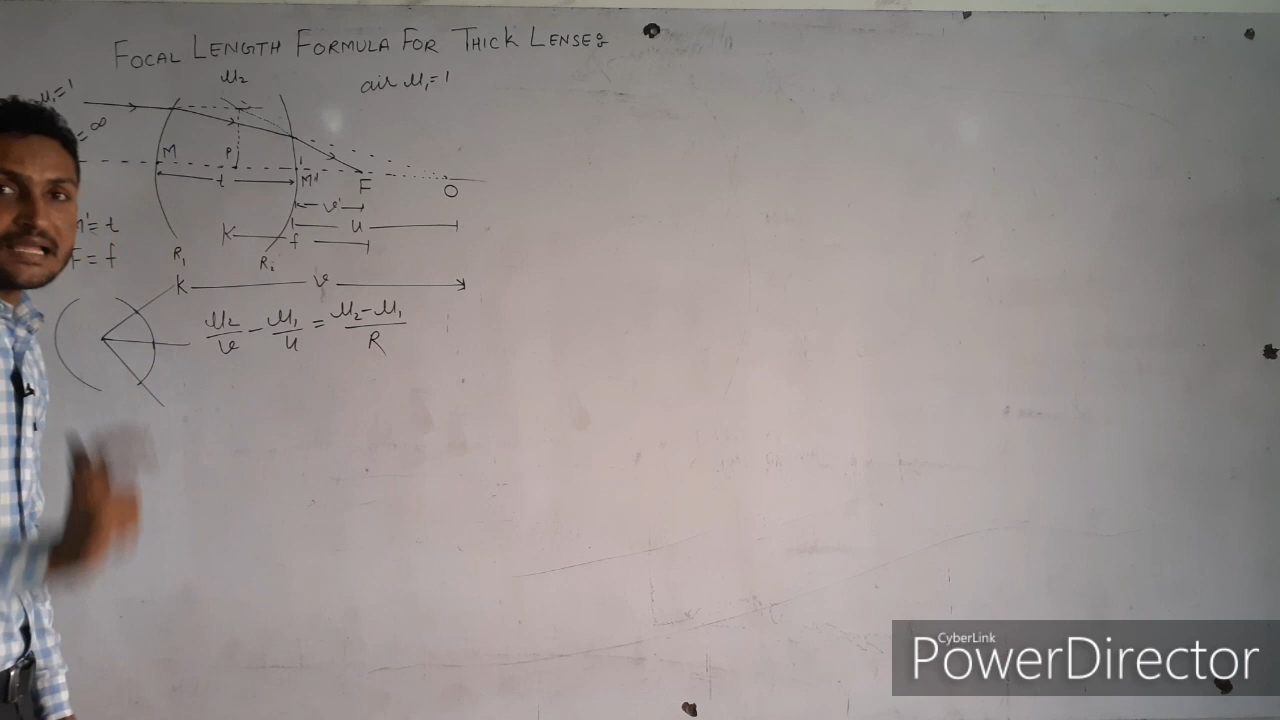 FOCAL LENGTH FORMULA FOR THICK LENSES
μ₂
air μ₁=1
μ₁=1
=∞
M
P
t
M'
F
O
v'
M'=t
K
f
u
F=f
R₁
R₂
K v
μ₂/v - μ₁/u = μ₂-μ₁/R
CyberLink
PowerDirector